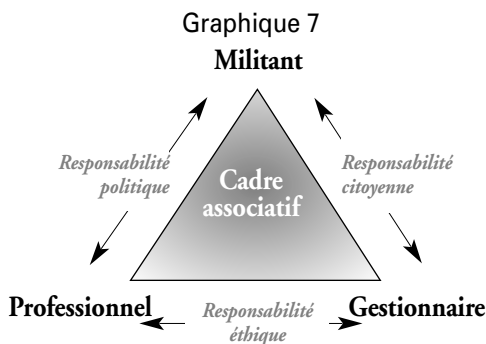 Graphique 7
Militant
Responsabilité
politique
Responsabilité
citoyenne
Cadre
associatif
Professionnel
Responsabilité
éthique
Gestionnaire